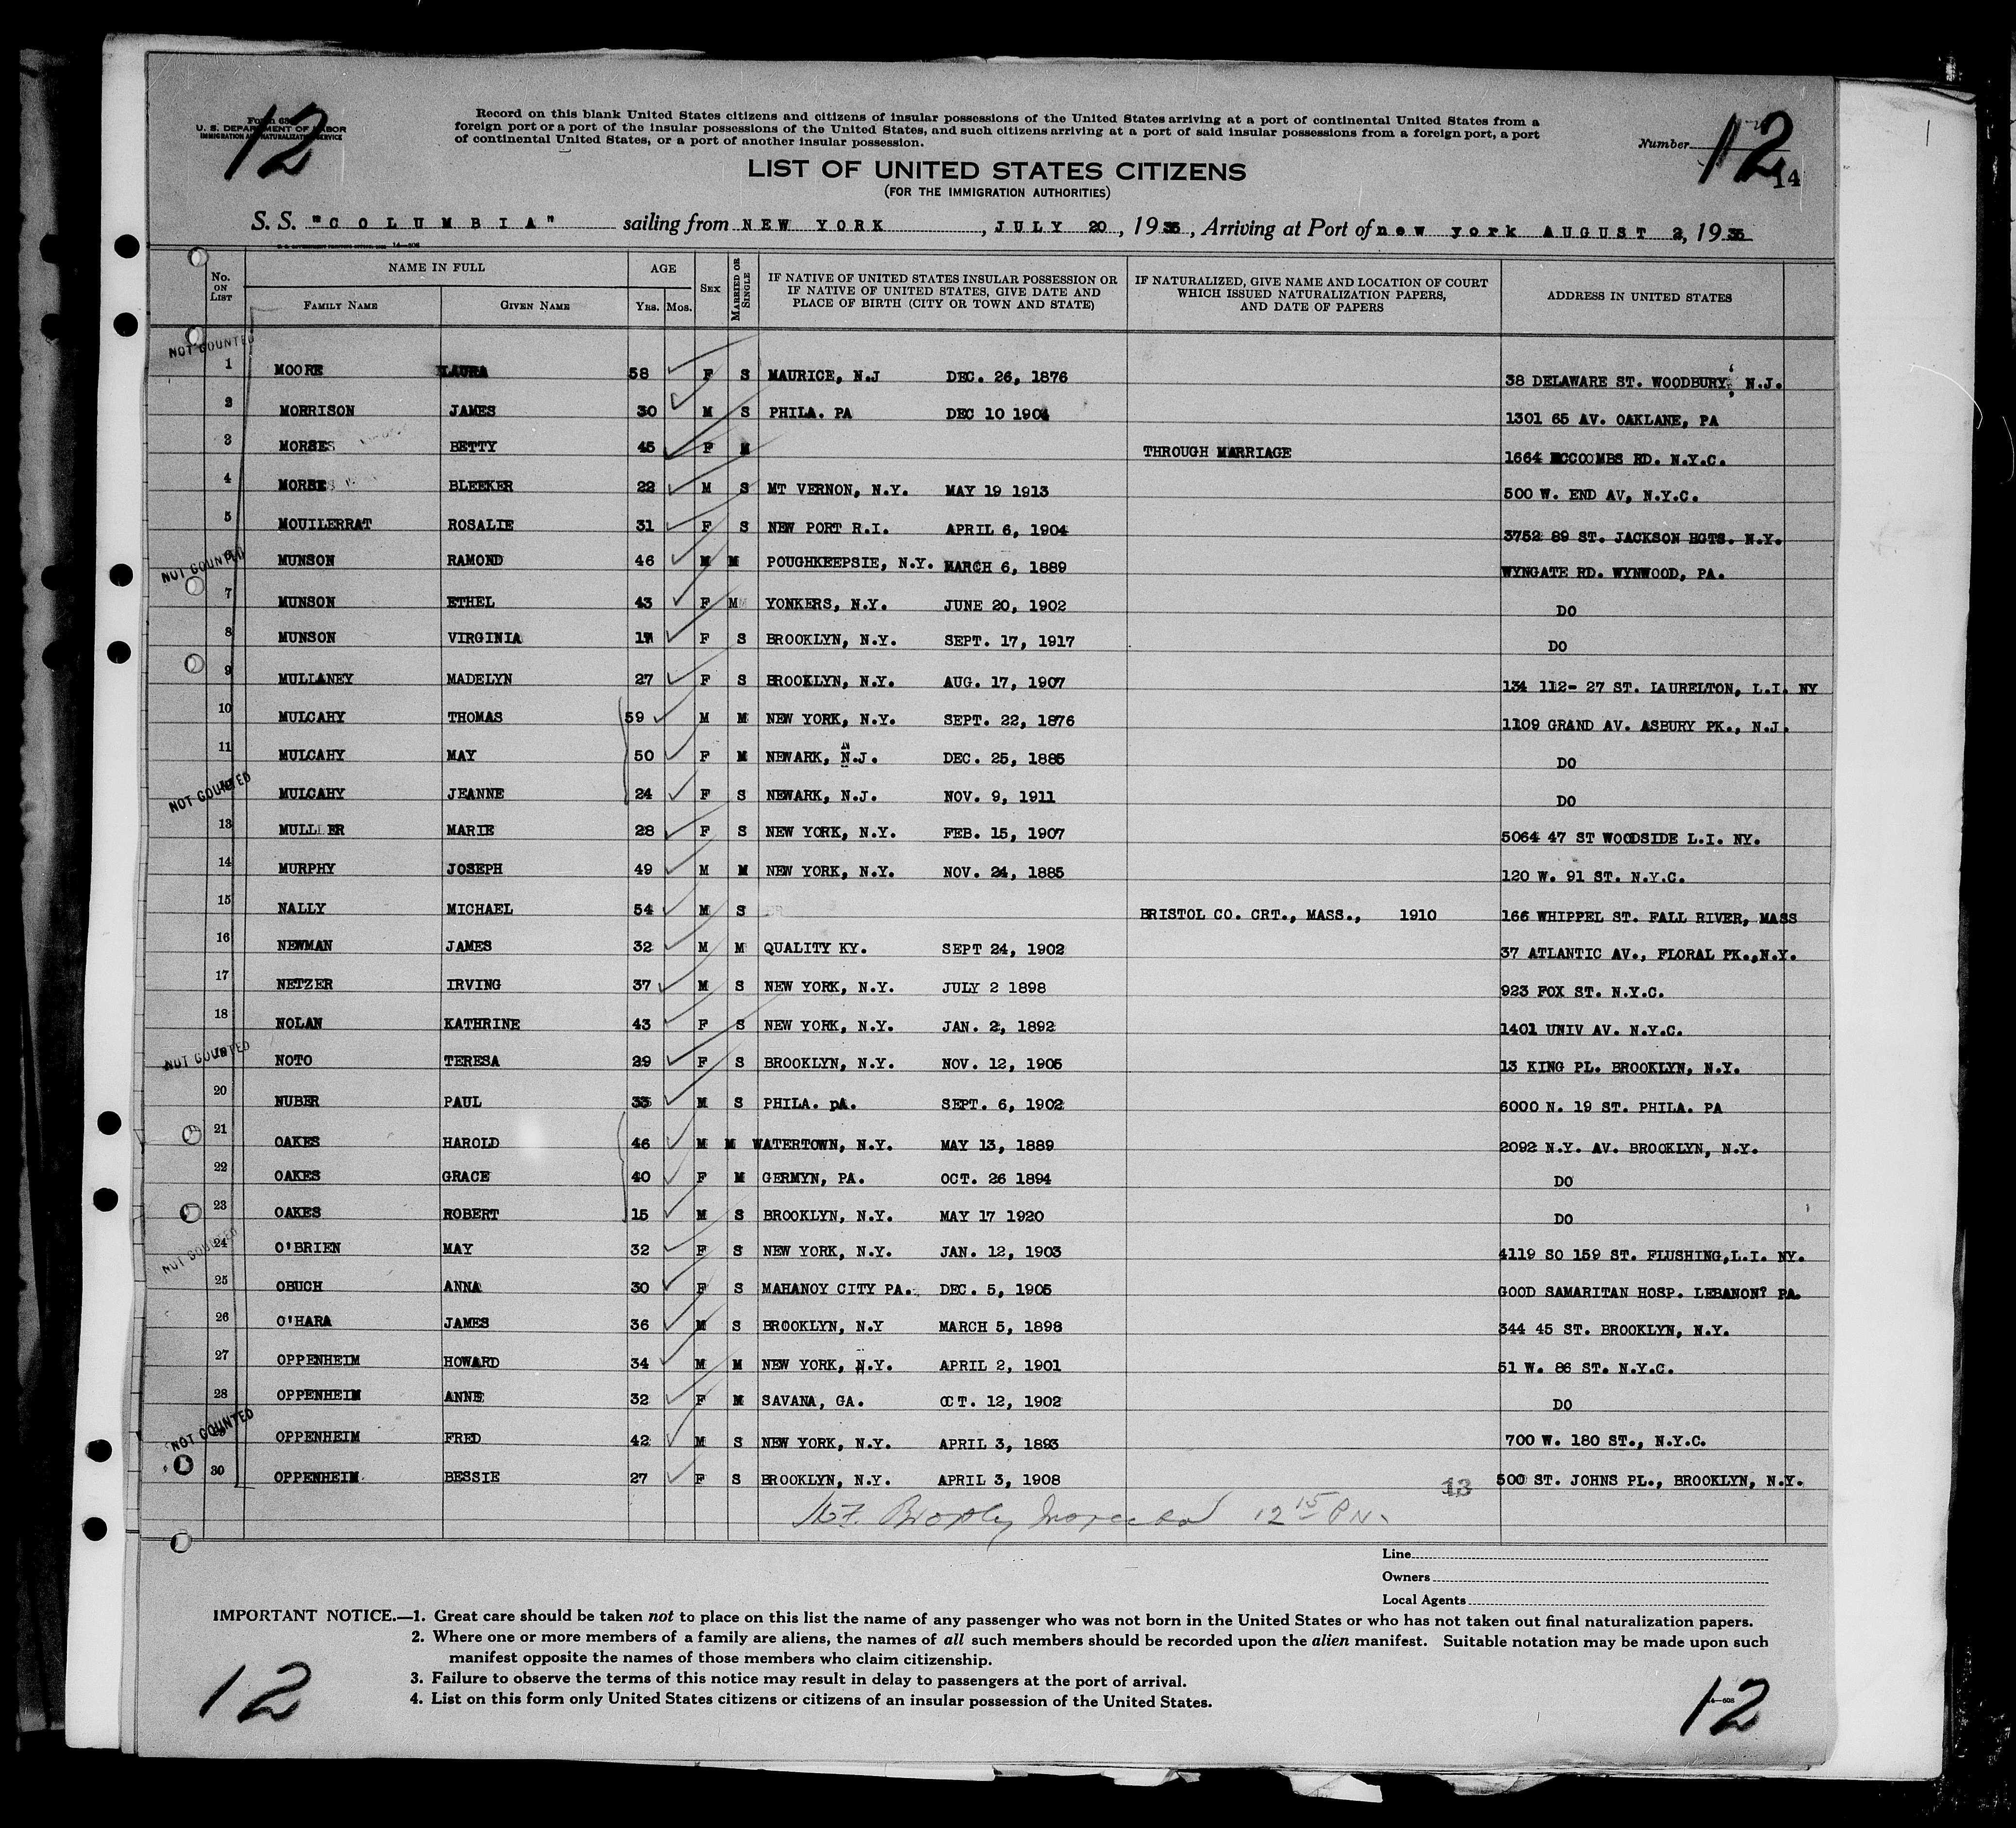 12
Form 630
U. S. DEPARTMENT OF LABOR
IMMIGRATION AND NATURALIZATION SERVICE
Record on this blank United States citizens and citizens of insular possessions of the United States arriving at a port of continental United States from a
foreign port or a port of the insular possessions of the United States, and such citizens arriving at a port of said insular possessions from a foreign port, a port
of continental United States, or a port of another insular possession.
Number 12
14
LIST OF UNITED STATES CITIZENS
(FOR THE IMMIGRATION AUTHORITIES)
S. S. "COLUMBIA" sailing from NEW YORK, JULY 20, 1935, Arriving at Port of new york AUGUST 2, 1935
14—608
No. ON LIST NAME IN FULL FAMILY NAME GIVEN NAME AGE YRS. MOS. SEX MARRIED OR SINGLE IF NATIVE OF UNITED STATES INSULAR POSSESSION OR IF NATIVE OF UNITED STATES, GIVE DATE AND PLACE OF BIRTH (CITY OR TOWN AND STATE) IF NATURALIZED, GIVE NAME AND LOCATION OF COURT WHICH ISSUED NATURALIZATION PAPERS, AND DATE OF PAPERS ADDRESS IN UNITED STATES
NOT COUNTED
1 MOORE LAURA 58 F S MAURICE, N.J DEC. 26, 1876 38 DELAWARE ST. WOODBURY, N.J.
2 MORRISON JAMES 30 M S PHILA. PA DEC 10 1904 1301 65 AV. OAKLANE, PA
3 MORSE BETTY 45 F M THROUGH MARRIAGE 1664 MCCOOMBS RD. N.Y.C.
4 MORSE BLEEKER 22 M S MT VERNON, N.Y. MAY 19 1913 500 W. END AV, N.Y.C.
5 MOUILERRAT ROSALIE 31 F S NEW PORT R.I. APRIL 6, 1904 3752 89 ST. JACKSON HGTS. N.Y.
NOT COUNTED
6 MUNSON RAMOND 46 M M POUGHKEEPSIE, N.Y. MARCH 6, 1889 WYNGATE RD. WYNWOOD, PA.
7 MUNSON ETHEL 43 F M YONKERS, N.Y. JUNE 20, 1902 DO
8 MUNSON VIRGINIA 17 F S BROOKLYN, N.Y. SEPT. 17, 1917 DO
9 MULLANEY MADELYN 27 F S BROOKLYN, N.Y. AUG. 17, 1907 134 112- 27 ST. LAURELTON, L.I. NY
10 MULCAHY THOMAS 59 M M NEW YORK, N.Y. SEPT. 22, 1876 1109 GRAND AV. ASBURY PK., N.J.
11 MULCAHY MAY 50 F M NEWARK, N.J. DEC. 25, 1885 DO
NOT COUNTED
12 MULCAHY JEANNE 24 F S NEWARK, N.J. NOV. 9, 1911 DO
13 MULLER MARIE 28 F S NEW YORK, N.Y. FEB. 15, 1907 5064 47 ST WOODSIDE L.I. NY.
14 MURPHY JOSEPH 49 M M NEW YORK, N.Y. NOV. 24, 1885 120 W. 91 ST. N.Y.C.
15 NALLY MICHAEL 54 M S BRISTOL CO. CRT., MASS., 1910 166 WHIPPEL ST. FALL RIVER, MASS
16 NEWMAN JAMES 32 M M QUALITY KY. SEPT 24, 1902 37 ATLANTIC AV., FLORAL PK.,N.Y.
17 NETZER IRVING 37 M S NEW YORK, N.Y. JULY 2 1898 923 FOX ST. N.Y.C.
18 NOLAN KATHRINE 43 F S NEW YORK, N.Y. JAN. 2, 1892 1401 UNIV AV. N.Y.C.
NOT COUNTED
19 NOTO TERESA 29 F S BROOKLYN, N.Y. NOV. 12, 1905 13 KING PL. BROOKLYN, N.Y.
20 NUBER PAUL 33 M S PHILA. pA. SEPT. 6, 1902 6000 N. 19 ST. PHILA. PA
21 OAKES HAROLD 46 M M WATERTOWN, N.Y. MAY 13, 1889 2092 N.Y. AV. BROOKLYN, N.Y.
22 OAKES GRACE 40 F M GERMYN, PA. OCT. 26 1894 DO
23 OAKES ROBERT 15 M S BROOKLYN, N.Y. MAY 17 1920 DO
NOT COUNTED
24 O'BRIEN MAY 32 F S NEW YORK, N.Y. JAN. 12, 1903 4119 SO 159 ST. FLUSHING,L.I. NY.
25 OBUCH ANNA 30 F S MAHANOY CITY PA. DEC. 5, 1905 GOOD SAMARITAN HOSP. LEBANON? PA.
26 O'HARA JAMES 36 M S BROOKLYN, N.Y MARCH 5, 1898 344 45 ST. BROOKLYN, N.Y.
27 OPPENHEIM HOWARD 34 M M NEW YORK, N.Y. APRIL 2, 1901 51 W. 86 ST. N.Y.C.
28 OPPENHEIM ANNE 32 F M SAVANA, GA. OCT. 12, 1902 DO
NOT COUNTED
29 OPPENHEIM FRED 42 M S NEW YORK, N.Y. APRIL 3, 1893 700 W. 180 ST., N.Y.C.
30 OPPENHEIM BESSIE 27 F S BROOKLYN, N.Y. APRIL 3, 1908 500 ST. JOHNS PL., BROOKLYN, N.Y.
13
Inspector 12 15 PM
Line
Owners
Local Agents
IMPORTANT NOTICE.—1. Great care should be taken not to place on this list the name of any passenger who was not born in the United States or who has not taken out final naturalization papers.
2. Where one or more members of a family are aliens, the names of all such members should be recorded upon the alien manifest. Suitable notation may be made upon such
manifest opposite the names of those members who claim citizenship.
3. Failure to observe the terms of this notice may result in delay to passengers at the port of arrival.
4. List on this form only United States citizens or citizens of an insular possession of the United States.
12
14—608
12